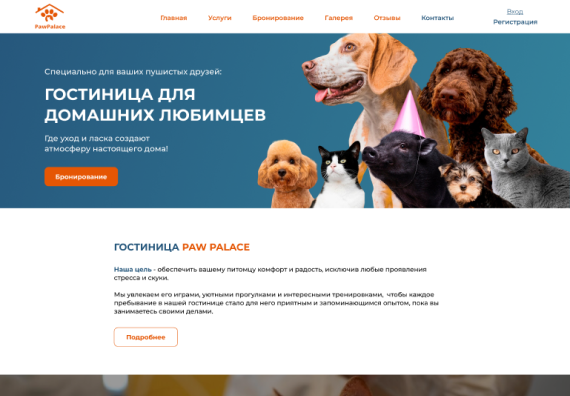 PawPalace
Главная Услуги Бронирование Галерея Отзывы Контакты
Вход
Регистрация
Специально для ваших пушистых друзей:
ГОСТИНИЦА ДЛЯ
ДОМАШНИХ ЛЮБИМЦЕВ
Где уход и ласка создают
атмосферу настоящего дома!
Бронирование
ГОСТИНИЦА PAW PALACE
Наша цель - обеспечить вашему питомцу комфорт и радость, исключив любые проявления
стресса и скуки.
Мы увлекаем его играми, уютными прогулками и интересными тренировками, чтобы каждое
пребывание в нашей гостинице стало для него приятным и запоминающимся опытом, пока вы
занимаетесь своими делами.
Подробнее